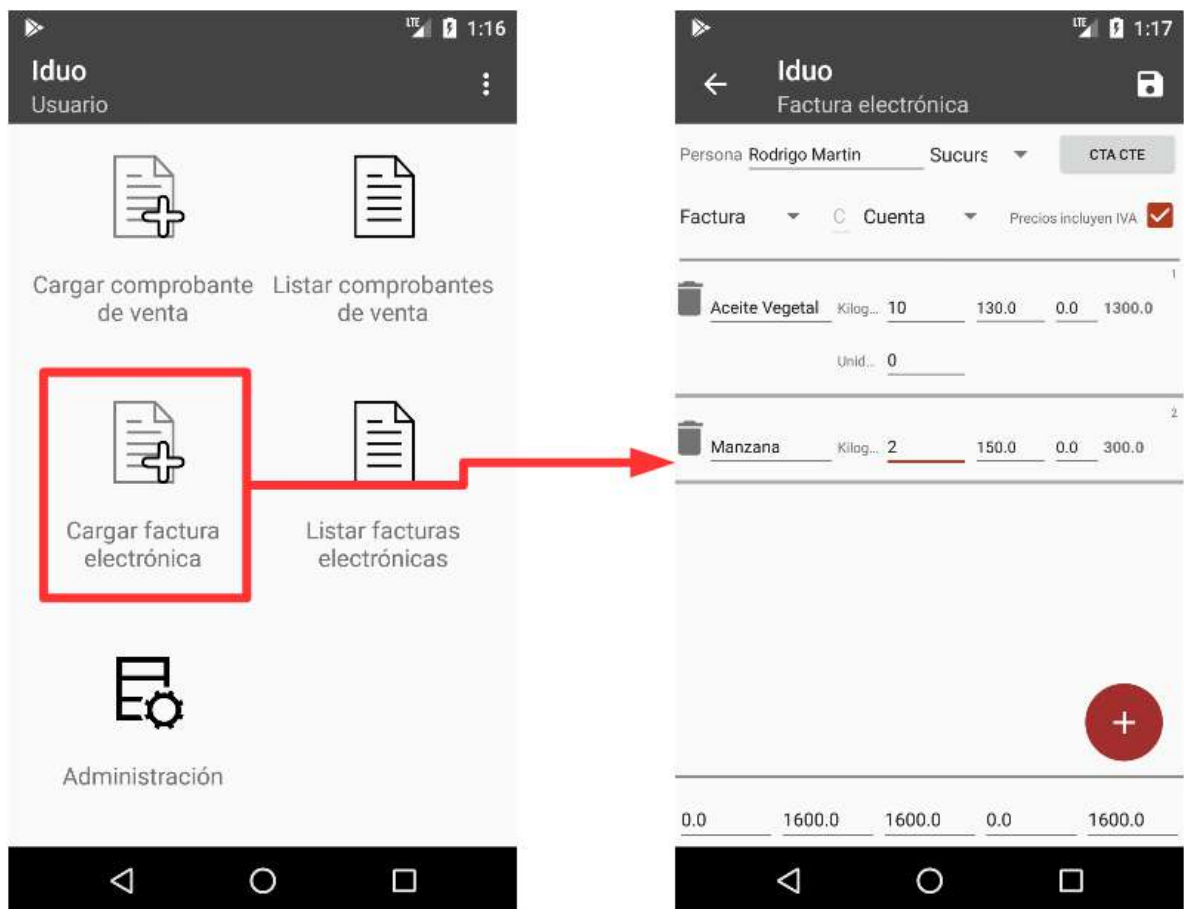 LTE 1:16
Iduo
Usuario
Cargar comprobante
de venta
Listar comprobantes
de venta
Cargar factura
electrónica
Listar facturas
electrónicas
Administración
LTE 1:17
Iduo
Factura electrónica
Persona Rodrigo Martin Sucurs CTA CTE
Factura C Cuenta Precios incluyen IVA
1
Aceite Vegetal Kilog... 10 130.0 0.0 1300.0
Unid... 0
2
Manzana Kilog... 2 150.0 0.0 300.0
+
0.0 1600.0 1600.0 0.0 1600.0